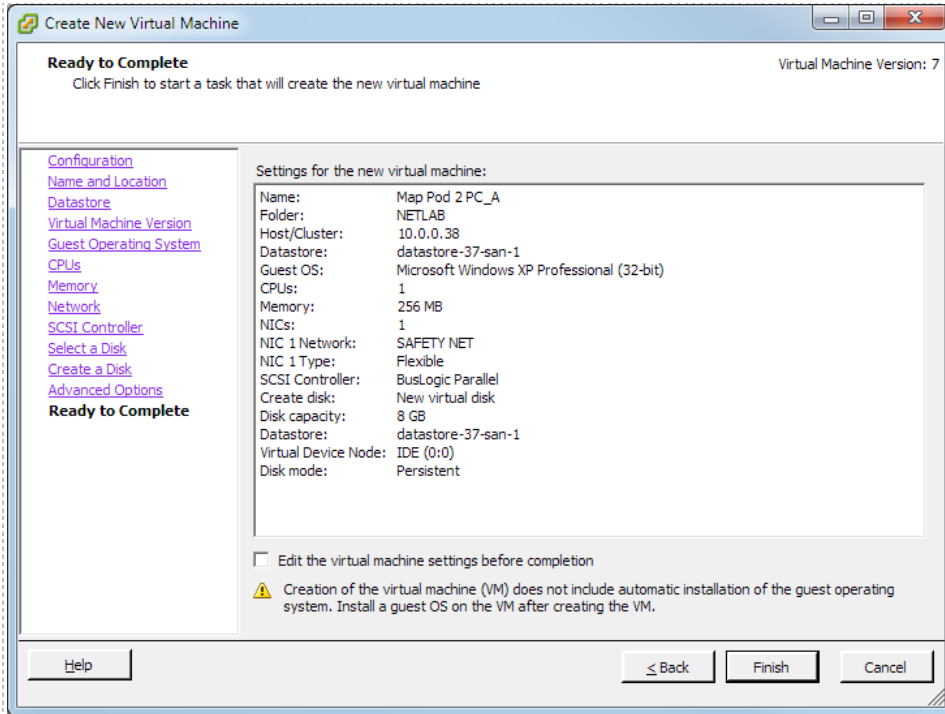 Create New Virtual Machine
Ready to Complete
Click Finish to start a task that will create the new virtual machine
Virtual Machine Version: 7
Configuration
Name and Location
Datastore
Virtual Machine Version
Guest Operating System
CPUs
Memory
Network
SCSI Controller
Select a Disk
Create a Disk
Advanced Options
Ready to Complete
Settings for the new virtual machine:
Name: Map Pod 2 PC_A
Folder: NETLAB
Host/Cluster: 10.0.0.38
Datastore: datastore-37-san-1
Guest OS: Microsoft Windows XP Professional (32-bit)
CPUs: 1
Memory: 256 MB
NICs: 1
NIC 1 Network: SAFETY NET
NIC 1 Type: Flexible
SCSI Controller: BusLogic Parallel
Create disk: New virtual disk
Disk capacity: 8 GB
Datastore: datastore-37-san-1
Virtual Device Node: IDE (0:0)
Disk mode: Persistent
Edit the virtual machine settings before completion
Creation of the virtual machine (VM) does not include automatic installation of the guest operating
system. Install a guest OS on the VM after creating the VM.
Help
< Back
Finish
Cancel